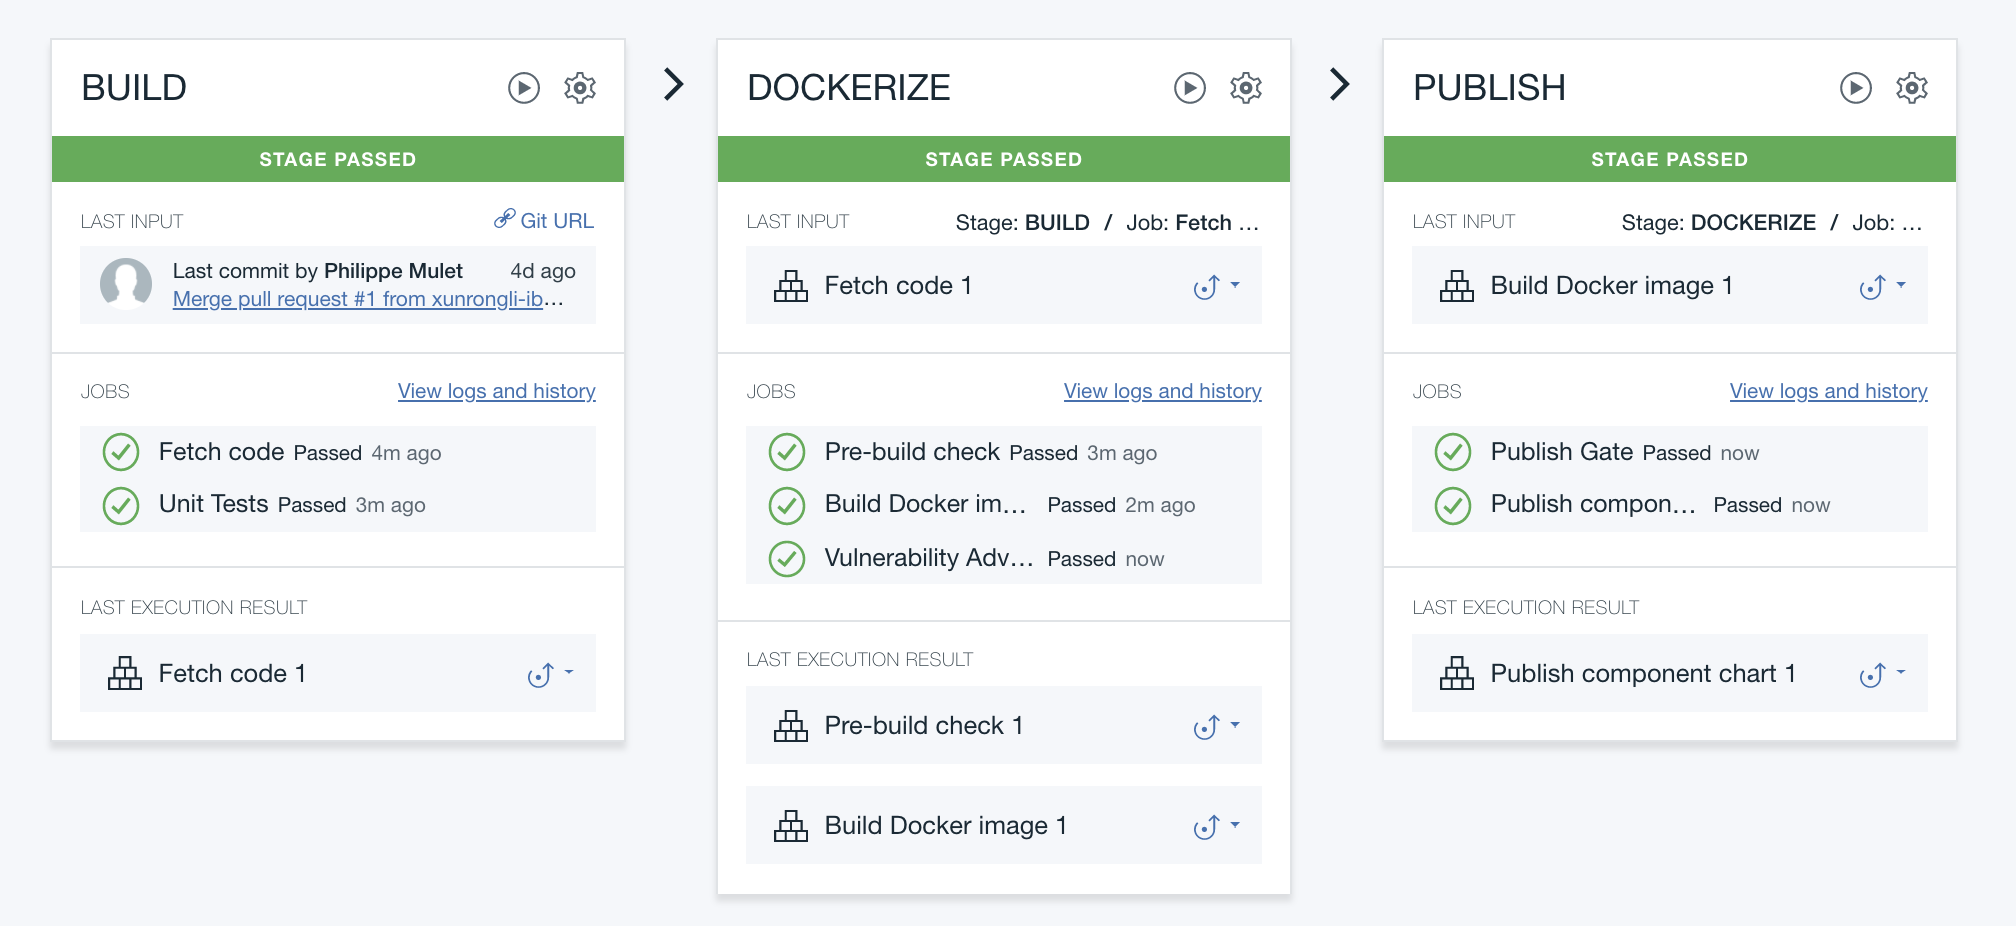 BUILD
STAGE PASSED
LAST INPUT Git URL
Last commit by Philippe Mulet 4d ago
Merge pull request #1 from xunrongli-ib...
JOBS View logs and history
Fetch code Passed 4m ago
Unit Tests Passed 3m ago
LAST EXECUTION RESULT
Fetch code 1
DOCKERIZE
STAGE PASSED
LAST INPUT Stage: BUILD / Job: Fetch ...
Fetch code 1
JOBS View logs and history
Pre-build check Passed 3m ago
Build Docker im... Passed 2m ago
Vulnerability Adv... Passed now
LAST EXECUTION RESULT
Pre-build check 1
Build Docker image 1
PUBLISH
STAGE PASSED
LAST INPUT Stage: DOCKERIZE / Job: ...
Build Docker image 1
JOBS View logs and history
Publish Gate Passed now
Publish compon... Passed now
LAST EXECUTION RESULT
Publish component chart 1